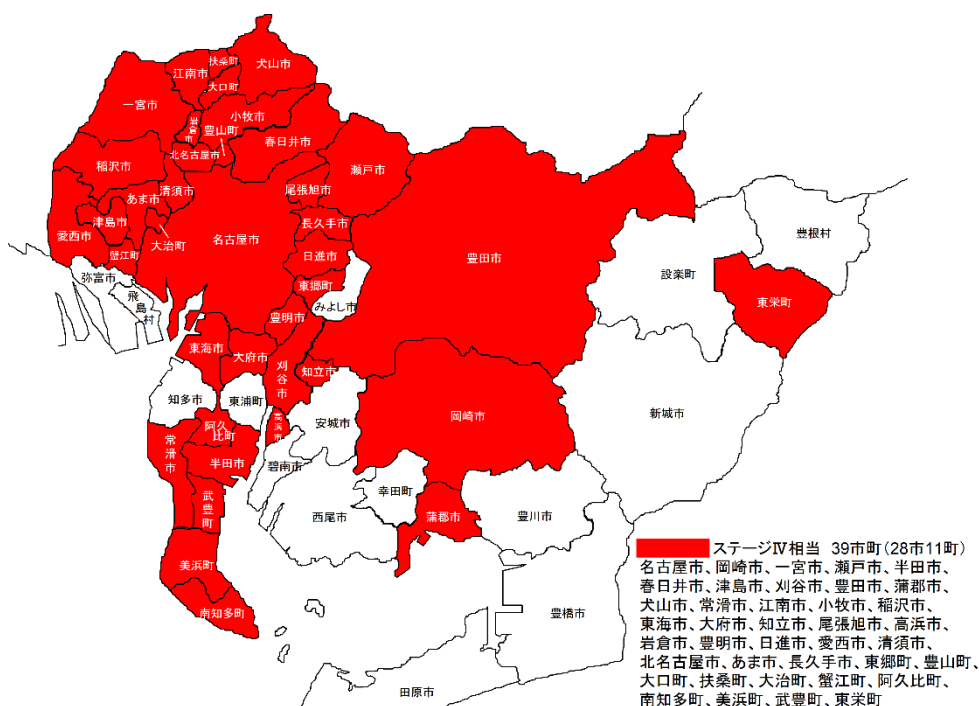 犬山市
扶桑町
江南市
大口町
一宮市
小牧市
岩倉市
豊山町
春日井市
北名古屋市
稲沢市
瀬戸市
清須市
尾張旭市
あま市
津島市
長久手市
愛西市
大治町
名古屋市
蟹江町
日進市
豊田市
豊根村
設楽町
弥富市
東郷町
飛島村
みよし市
東栄町
豊明市
東海市
大府市
刈谷市
知立市
知多市
東浦町
岡崎市
新城市
高浜市
安城市
阿久比町
常滑市
半田市
碧南市
幸田町
武豊町
西尾市
蒲郡市
豊川市
美浜町
南知多町
豊橋市
田原市
ステージⅣ相当 39市町(28市11町)
名古屋市、岡崎市、一宮市、瀬戸市、半田市、
春日井市、津島市、刈谷市、豊田市、蒲郡市、
犬山市、常滑市、江南市、小牧市、稲沢市、
東海市、大府市、知立市、尾張旭市、高浜市、
岩倉市、豊明市、日進市、愛西市、清須市、
北名古屋市、あま市、長久手市、東郷町、豊山町、
大口町、扶桑町、大治町、蟹江町、阿久比町、
南知多町、美浜町、武豊町、東栄町